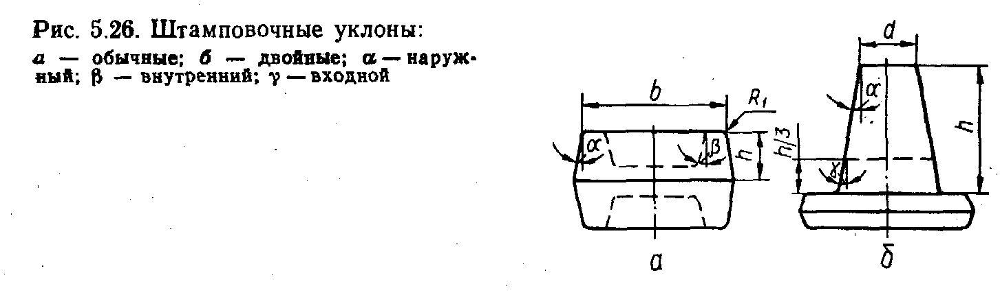 Рис. 5.26. Штамповочные уклоны:
а — обычные; б — двойные; α — наруж-
ный; β — внутренний; γ — входной
d
b
R₁
α
h
h/3
α
β
h
γ
а
б